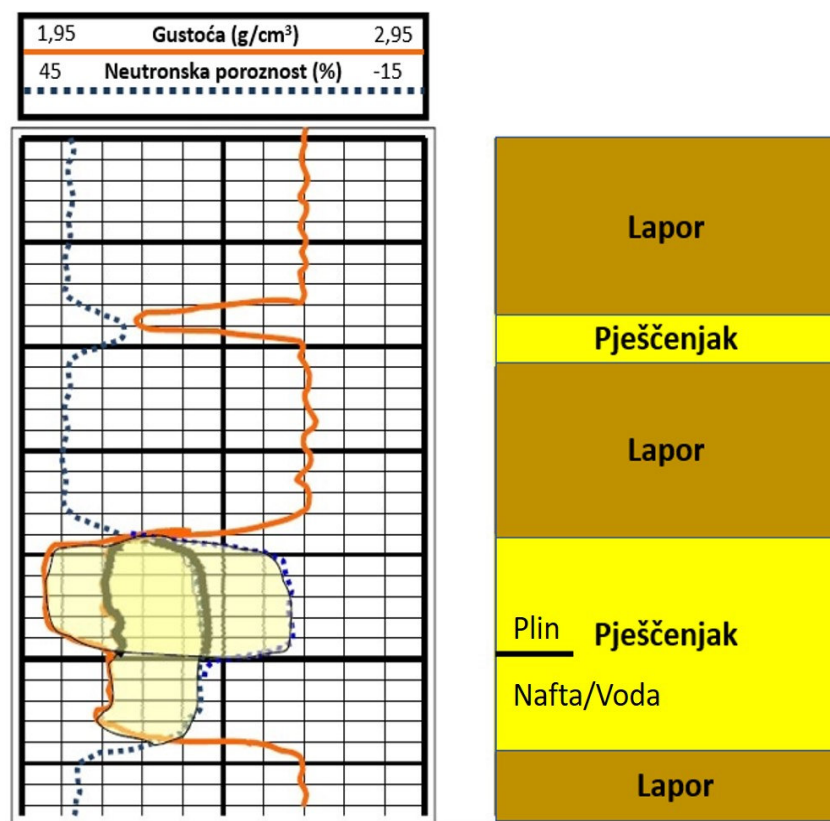 1,95 Gustoća (g/cm³) 2,95
45 Neutronska poroznost (%) -15
Lapor
Pješčenjak
Lapor
Plin Pješčenjak
Nafta/Voda
Lapor